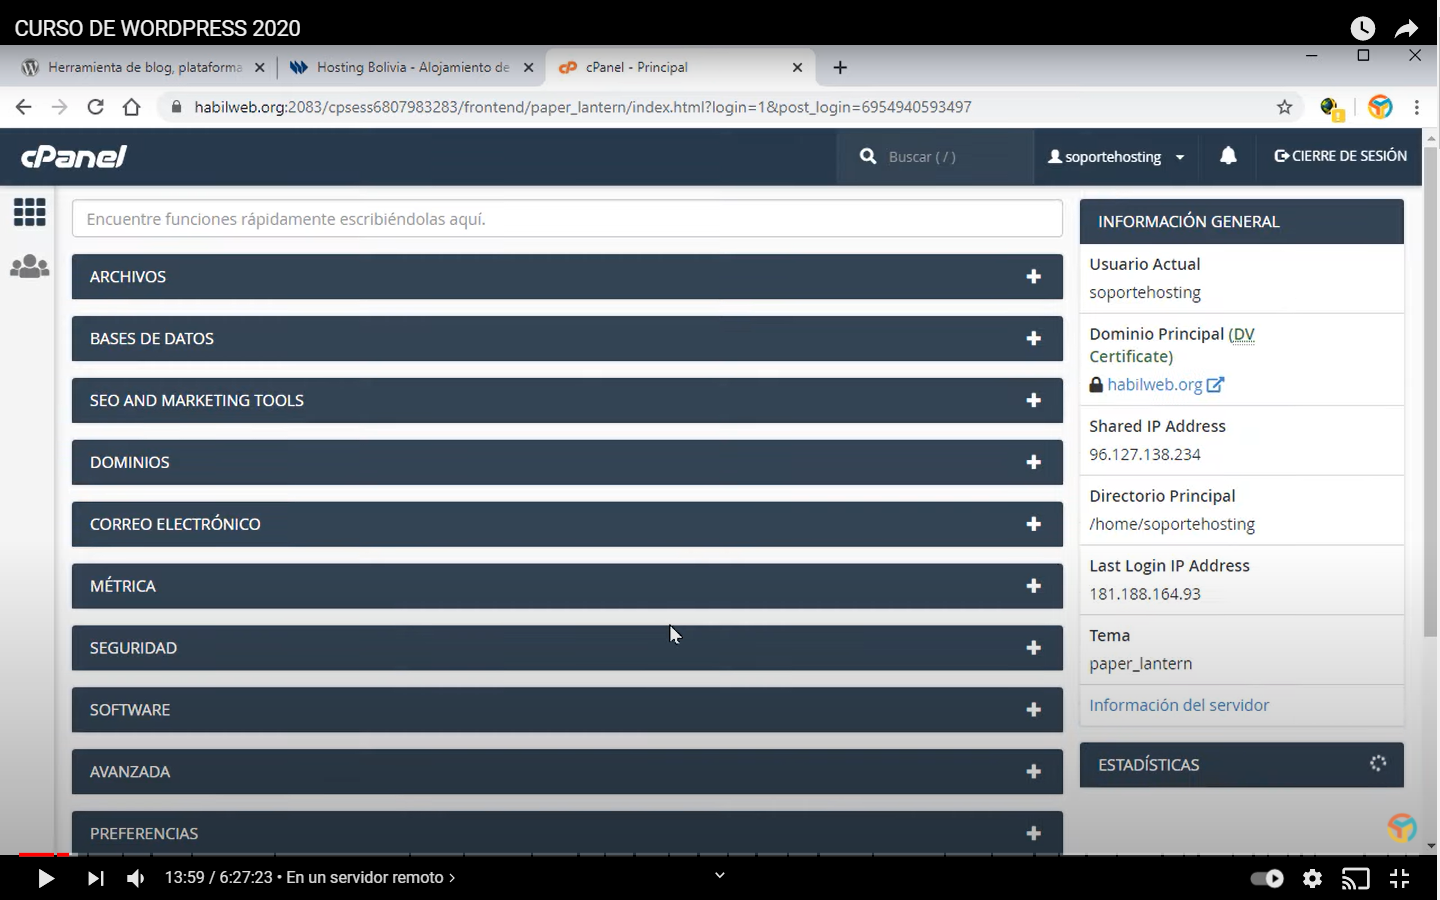 CURSO DE WORDPRESS 2020
Herramienta de blog, plataforma
Hosting Bolivia - Alojamiento de
cPanel - Principal
habilweb.org:2083/cpsess6807983283/frontend/paper_lantern/index.html?login=1&post_login=6954940593497
cPanel
Buscar ( / )
soportehosting
CIERRE DE SESIÓN
Encuentre funciones rápidamente escribiéndolas aquí.
ARCHIVOS
BASES DE DATOS
SEO AND MARKETING TOOLS
DOMINIOS
CORREO ELECTRÓNICO
MÉTRICA
SEGURIDAD
SOFTWARE
AVANZADA
PREFERENCIAS
INFORMACIÓN GENERAL
Usuario Actual
soportehosting
Dominio Principal (DV
Certificate)
habilweb.org
Shared IP Address
96.127.138.234
Directorio Principal
/home/soportehosting
Last Login IP Address
181.188.164.93
Tema
paper_lantern
Información del servidor
ESTADÍSTICAS
13:59 / 6:27:23 • En un servidor remoto ›